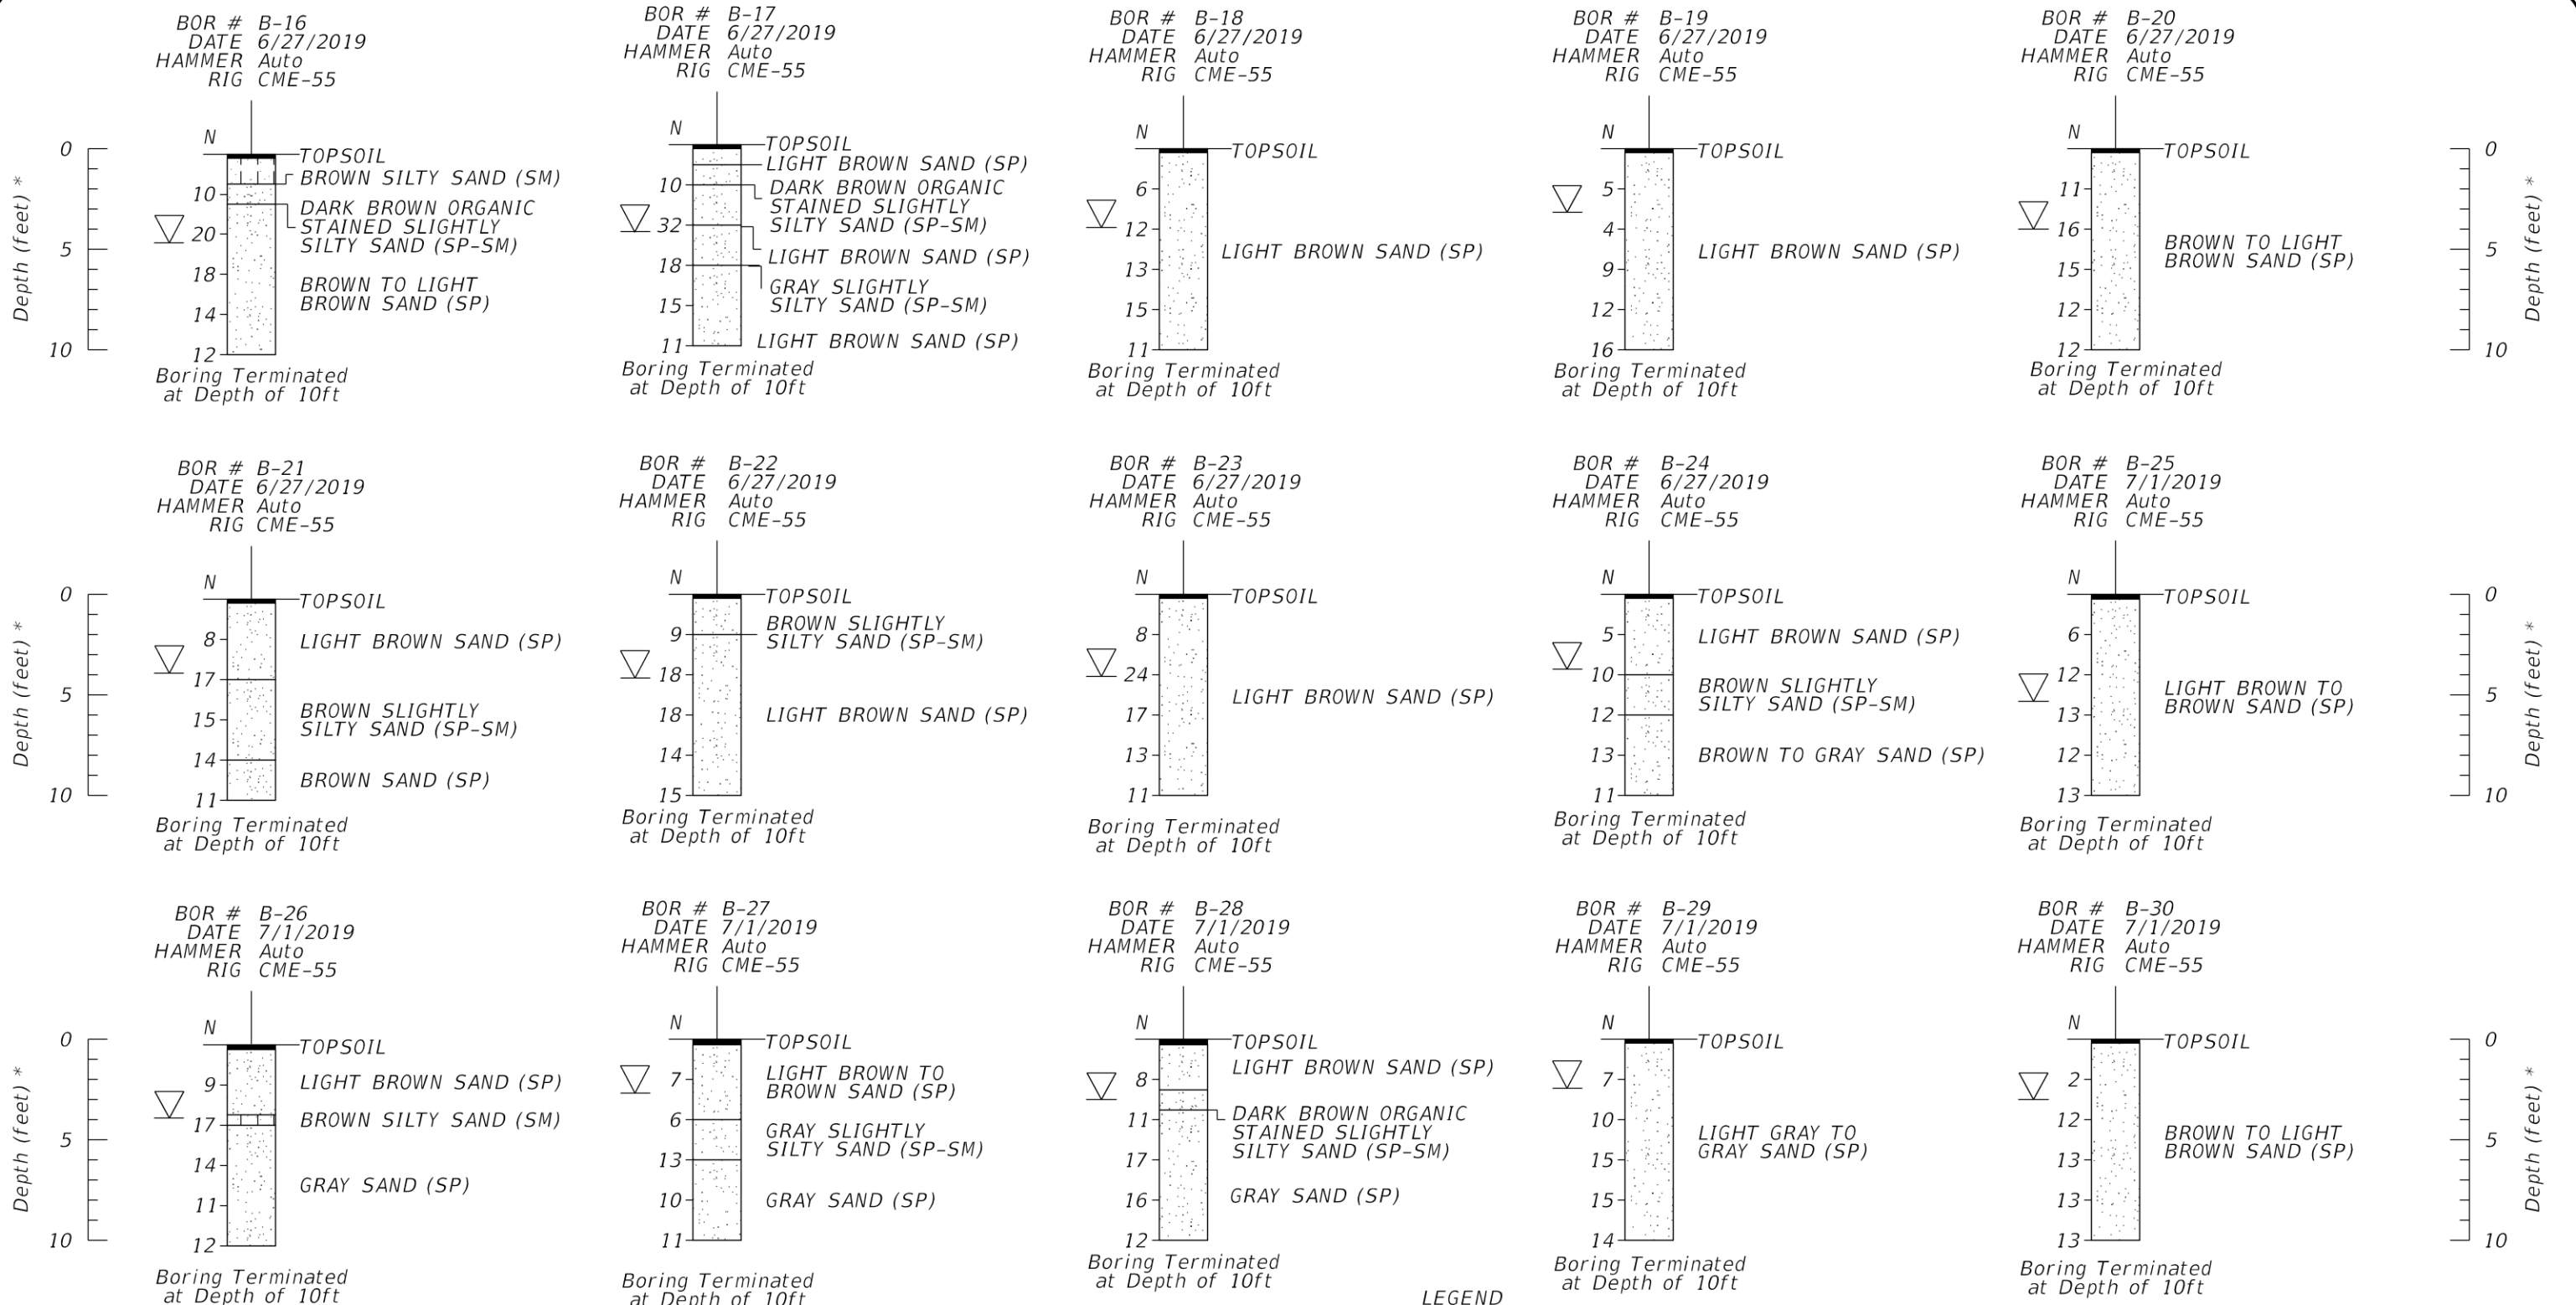 BOR # B-16
DATE 6/27/2019
HAMMER Auto
RIG CME-55
N
TOPSOIL
BROWN SILTY SAND (SM)
10
DARK BROWN ORGANIC
STAINED SLIGHTLY
SILTY SAND (SP-SM)
20
18
BROWN TO LIGHT
BROWN SAND (SP)
14
12
Boring Terminated
at Depth of 10ft
BOR # B-17
DATE 6/27/2019
HAMMER Auto
RIG CME-55
N
TOPSOIL
LIGHT BROWN SAND (SP)
10
DARK BROWN ORGANIC
STAINED SLIGHTLY
SILTY SAND (SP-SM)
32
LIGHT BROWN SAND (SP)
18
GRAY SLIGHTLY
SILTY SAND (SP-SM)
15
LIGHT BROWN SAND (SP)
11
Boring Terminated
at Depth of 10ft
BOR # B-18
DATE 6/27/2019
HAMMER Auto
RIG CME-55
N
TOPSOIL
6
12
LIGHT BROWN SAND (SP)
13
15
11
Boring Terminated
at Depth of 10ft
BOR # B-19
DATE 6/27/2019
HAMMER Auto
RIG CME-55
N
TOPSOIL
5
4
LIGHT BROWN SAND (SP)
9
12
16
Boring Terminated
at Depth of 10ft
BOR # B-20
DATE 6/27/2019
HAMMER Auto
RIG CME-55
N
TOPSOIL
11
16
BROWN TO LIGHT
BROWN SAND (SP)
15
12
12
Boring Terminated
at Depth of 10ft
0
5
10
Depth (feet) *
0
5
10
Depth (feet) *
BOR # B-21
DATE 6/27/2019
HAMMER Auto
RIG CME-55
N
TOPSOIL
8
LIGHT BROWN SAND (SP)
17
15
BROWN SLIGHTLY
SILTY SAND (SP-SM)
14
BROWN SAND (SP)
11
Boring Terminated
at Depth of 10ft
BOR # B-22
DATE 6/27/2019
HAMMER Auto
RIG CME-55
N
TOPSOIL
BROWN SLIGHTLY
SILTY SAND (SP-SM)
9
18
18
LIGHT BROWN SAND (SP)
14
15
Boring Terminated
at Depth of 10ft
BOR # B-23
DATE 6/27/2019
HAMMER Auto
RIG CME-55
N
TOPSOIL
8
24
LIGHT BROWN SAND (SP)
17
13
11
Boring Terminated
at Depth of 10ft
BOR # B-24
DATE 6/27/2019
HAMMER Auto
RIG CME-55
N
TOPSOIL
5
LIGHT BROWN SAND (SP)
10
BROWN SLIGHTLY
SILTY SAND (SP-SM)
12
13
BROWN TO GRAY SAND (SP)
11
Boring Terminated
at Depth of 10ft
BOR # B-25
DATE 7/1/2019
HAMMER Auto
RIG CME-55
N
TOPSOIL
6
12
LIGHT BROWN TO
BROWN SAND (SP)
13
12
13
Boring Terminated
at Depth of 10ft
0
5
10
Depth (feet) *
0
5
10
Depth (feet) *
BOR # B-26
DATE 7/1/2019
HAMMER Auto
RIG CME-55
N
TOPSOIL
9
LIGHT BROWN SAND (SP)
17
BROWN SILTY SAND (SM)
14
GRAY SAND (SP)
11
12
Boring Terminated
at Depth of 10ft
BOR # B-27
DATE 7/1/2019
HAMMER Auto
RIG CME-55
N
TOPSOIL
7
LIGHT BROWN TO
BROWN SAND (SP)
6
GRAY SLIGHTLY
SILTY SAND (SP-SM)
13
10
GRAY SAND (SP)
11
Boring Terminated
at Depth of 10ft
BOR # B-28
DATE 7/1/2019
HAMMER Auto
RIG CME-55
N
TOPSOIL
LIGHT BROWN SAND (SP)
8
11
DARK BROWN ORGANIC
STAINED SLIGHTLY
SILTY SAND (SP-SM)
17
16
GRAY SAND (SP)
12
Boring Terminated
at Depth of 10ft
BOR # B-29
DATE 7/1/2019
HAMMER Auto
RIG CME-55
N
TOPSOIL
7
10
LIGHT GRAY TO
GRAY SAND (SP)
15
15
14
Boring Terminated
at Depth of 10ft
BOR # B-30
DATE 7/1/2019
HAMMER Auto
RIG CME-55
N
TOPSOIL
2
12
BROWN TO LIGHT
BROWN SAND (SP)
13
13
13
Boring Terminated
at Depth of 10ft
0
5
10
Depth (feet) *
0
5
10
Depth (feet) *
LEGEND